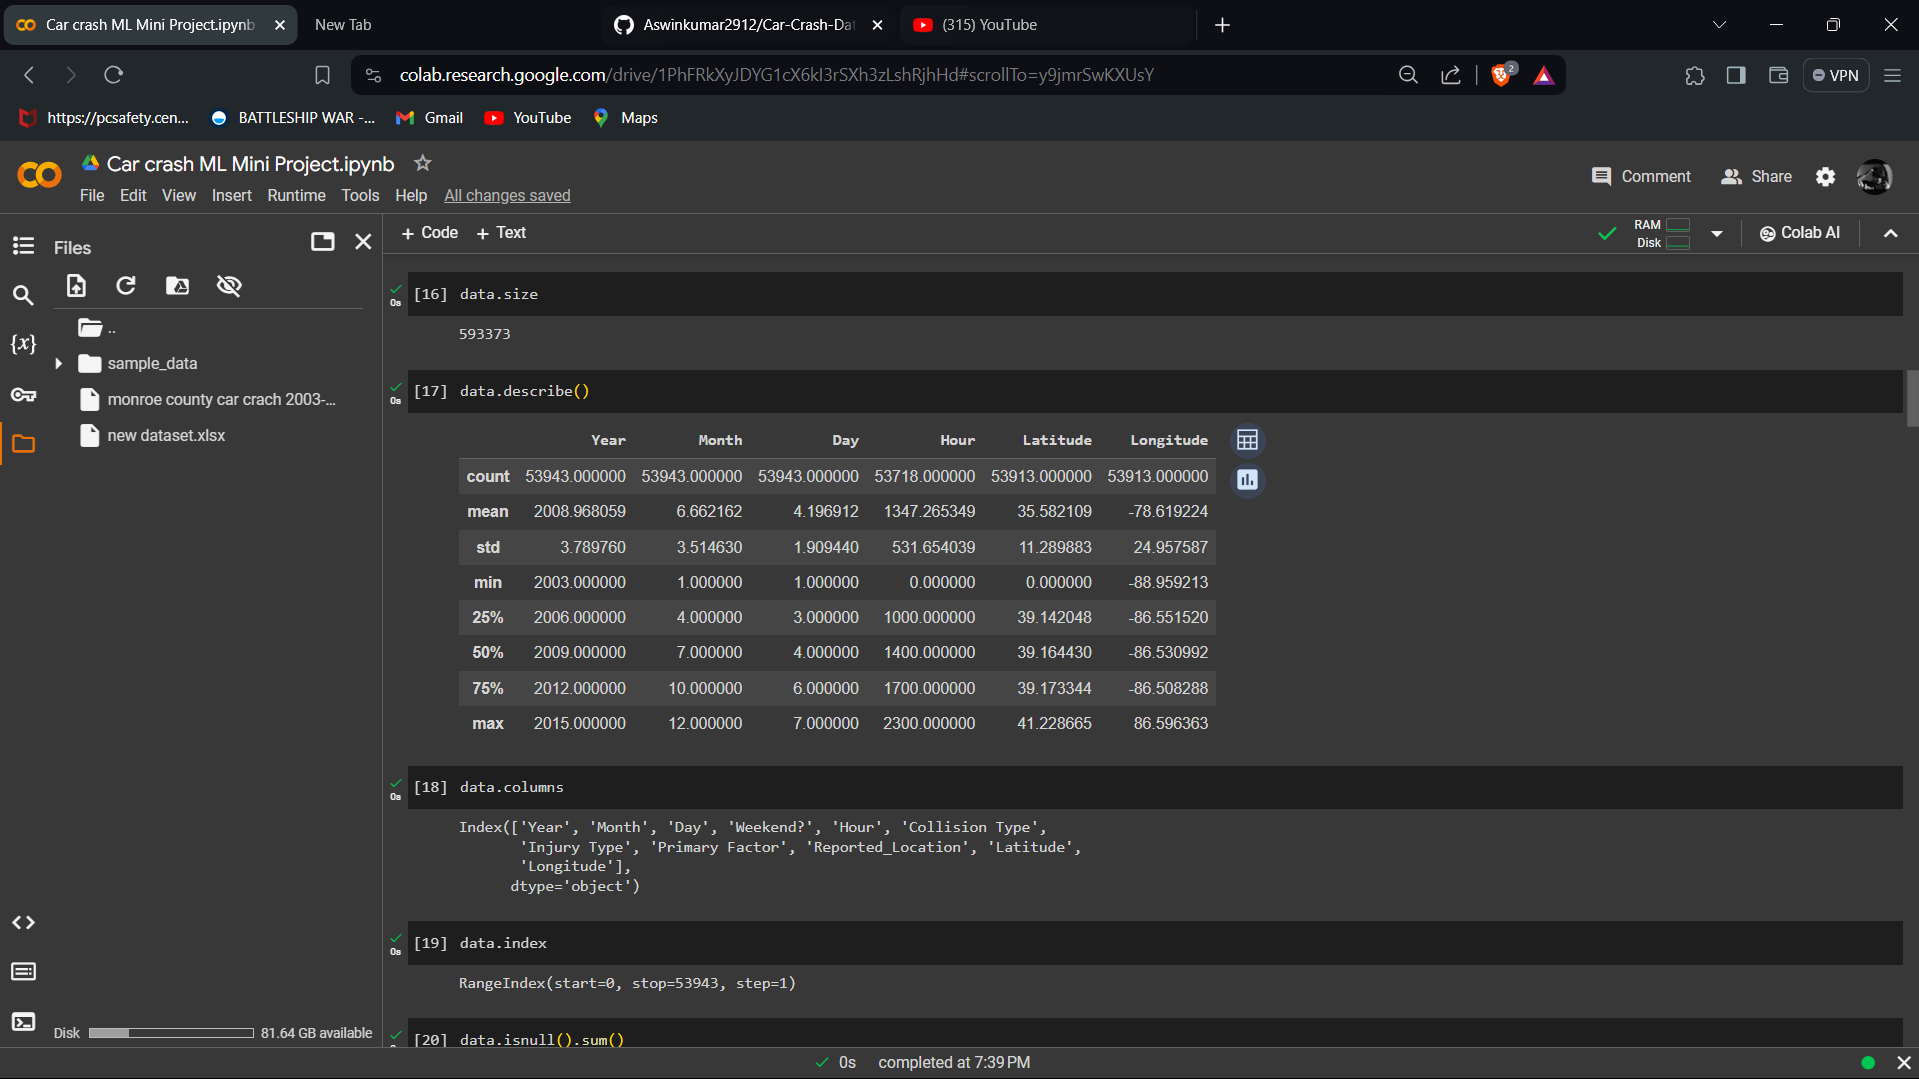 Car crash ML Mini Project.ipynb
New Tab
Aswinkumar2912/Car-Crash-Dat
(315) YouTube
colab.research.google.com/drive/1PhFRkXyJDYG1cX6kI3rSXh3zLshRjhHd#scrollTo=y9jmrSwKXUsY
2
VPN
https://pcsafety.cen...
BATTLESHIP WAR -...
Gmail
YouTube
Maps
Car crash ML Mini Project.ipynb
Comment
Share
File Edit View Insert Runtime Tools Help All changes saved
Files
+ Code + Text
RAM
Disk
Colab AI
..
sample_data
monroe county car crach 2003-...
new dataset.xlsx
{x}
0s [16] data.size
593373
0s [17] data.describe()
Year Month Day Hour Latitude Longitude
count 53943.000000 53943.000000 53943.000000 53718.000000 53913.000000 53913.000000
mean 2008.968059 6.662162 4.196912 1347.265349 35.582109 -78.619224
std 3.789760 3.514630 1.909440 531.654039 11.289883 24.957587
min 2003.000000 1.000000 1.000000 0.000000 0.000000 -88.959213
25% 2006.000000 4.000000 3.000000 1000.000000 39.142048 -86.551520
50% 2009.000000 7.000000 4.000000 1400.000000 39.164430 -86.530992
75% 2012.000000 10.000000 6.000000 1700.000000 39.173344 -86.508288
max 2015.000000 12.000000 7.000000 2300.000000 41.228665 86.596363
0s [18] data.columns
Index(['Year', 'Month', 'Day', 'Weekend?', 'Hour', 'Collision Type',
'Injury Type', 'Primary Factor', 'Reported_Location', 'Latitude',
'Longitude'],
dtype='object')
0s [19] data.index
RangeIndex(start=0, stop=53943, step=1)
[20] data.isnull().sum()
Disk 81.64 GB available
0s completed at 7:39 PM